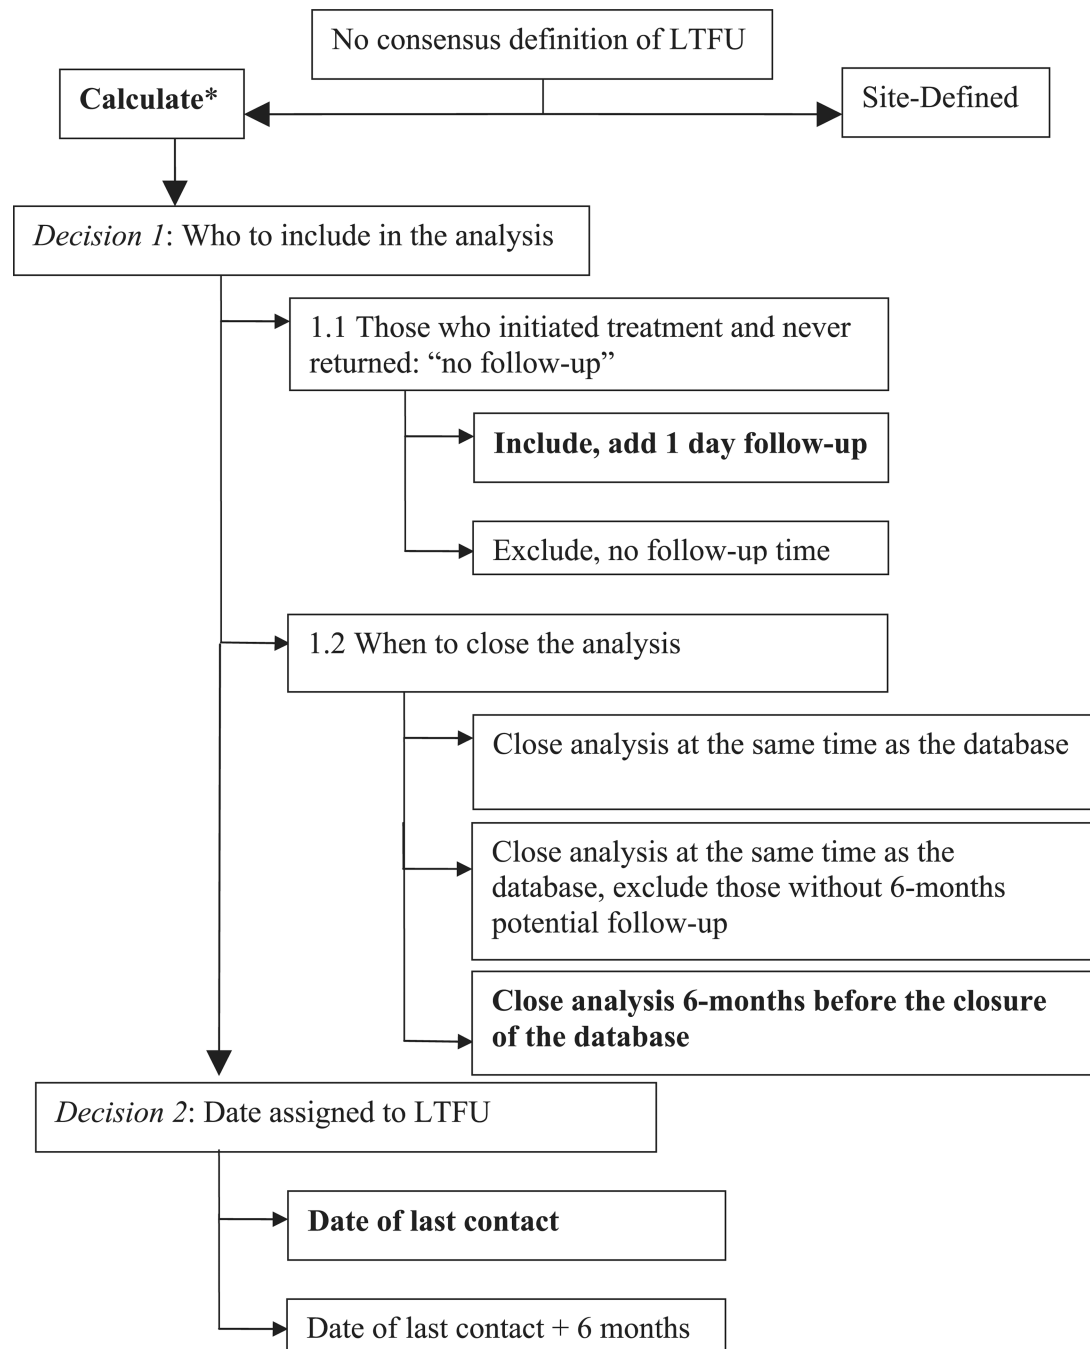 No consensus definition of LTFU
Calculate*
Site-Defined
Decision 1: Who to include in the analysis
1.1 Those who initiated treatment and never
returned: “no follow-up”
Include, add 1 day follow-up
Exclude, no follow-up time
1.2 When to close the analysis
Close analysis at the same time as the database
Close analysis at the same time as the
database, exclude those without 6-months
potential follow-up
Close analysis 6-months before the closure
of the database
Decision 2: Date assigned to LTFU
Date of last contact
Date of last contact + 6 months